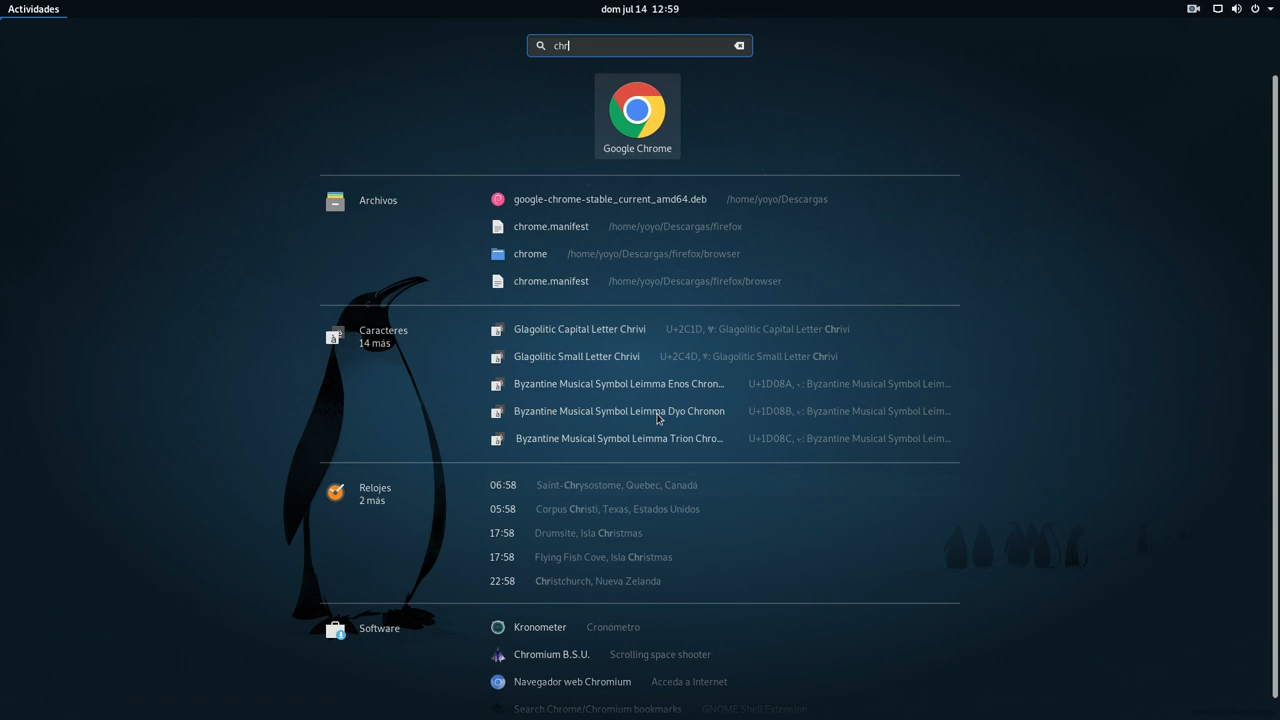 Actividades
dom jul 14 12:59
chr
Google Chrome
Archivos
google-chrome-stable_current_amd64.deb /home/yoyo/Descargas
chrome.manifest /home/yoyo/Descargas/firefox
chrome /home/yoyo/Descargas/firefox/browser
chrome.manifest /home/yoyo/Descargas/firefox/browser
Caracteres
14 más
Glagolitic Capital Letter Chrivi U+2C1D, Ⱍ: Glagolitic Capital Letter Chrivi
Glagolitic Small Letter Chrivi U+2C4D, ⱍ: Glagolitic Small Letter Chrivi
Byzantine Musical Symbol Leimma Enos Chron... U+1D08A, : Byzantine Musical Symbol Leim...
Byzantine Musical Symbol Leimma Dyo Chronon U+1D08B, : Byzantine Musical Symbol Leim...
Byzantine Musical Symbol Leimma Trion Chro... U+1D08C, : Byzantine Musical Symbol Leim...
Relojes
2 más
06:58 Saint-Chrysostome, Quebec, Canadá
05:58 Corpus Christi, Texas, Estados Unidos
17:58 Drumsite, Isla Christmas
17:58 Flying Fish Cove, Isla Christmas
22:58 Christchurch, Nueva Zelanda
Software
Kronometer Cronómetro
Chromium B.S.U. Scrolling space shooter
Navegador web Chromium Acceda a Internet
Search Chrome/Chromium bookmarks GNOME Shell Extension